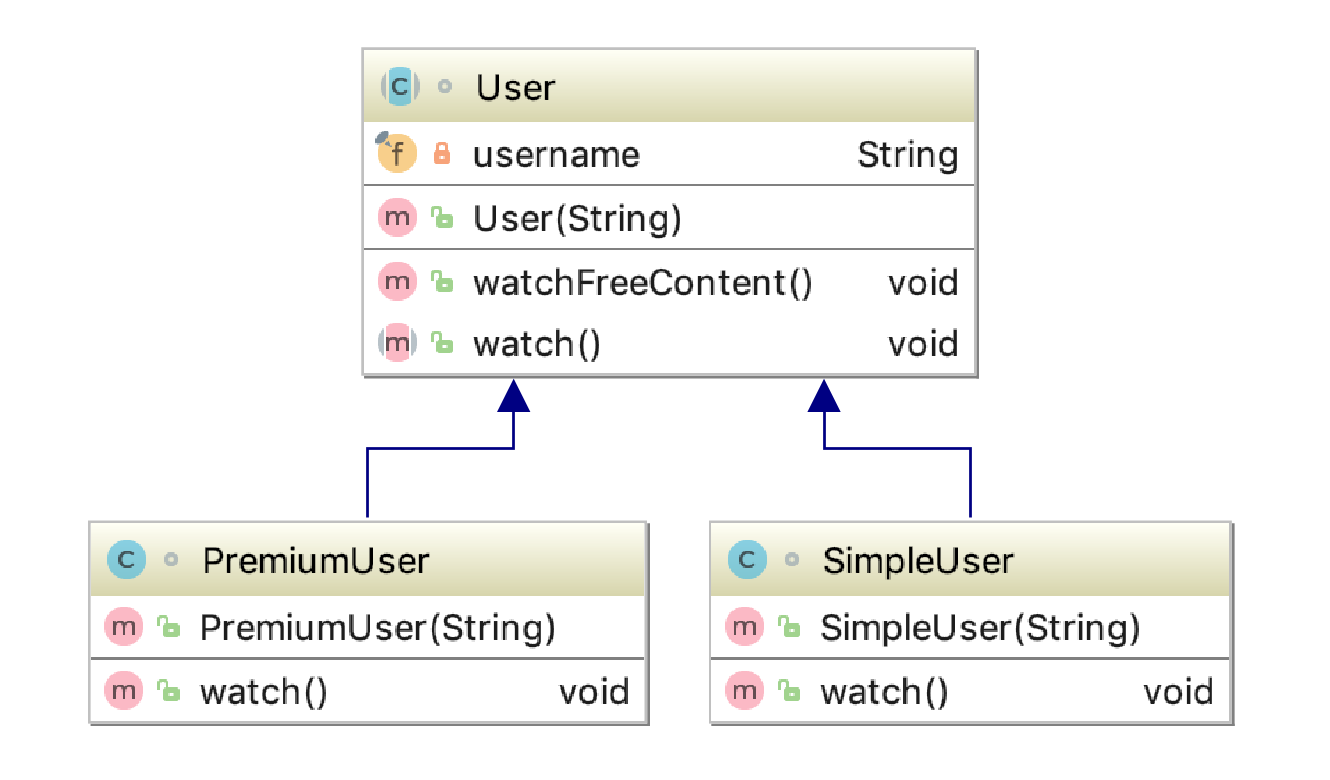 C User
f username String
m User(String)
m watchFreeContent() void
m watch() void
C PremiumUser
m PremiumUser(String)
m watch() void
C SimpleUser
m SimpleUser(String)
m watch() void